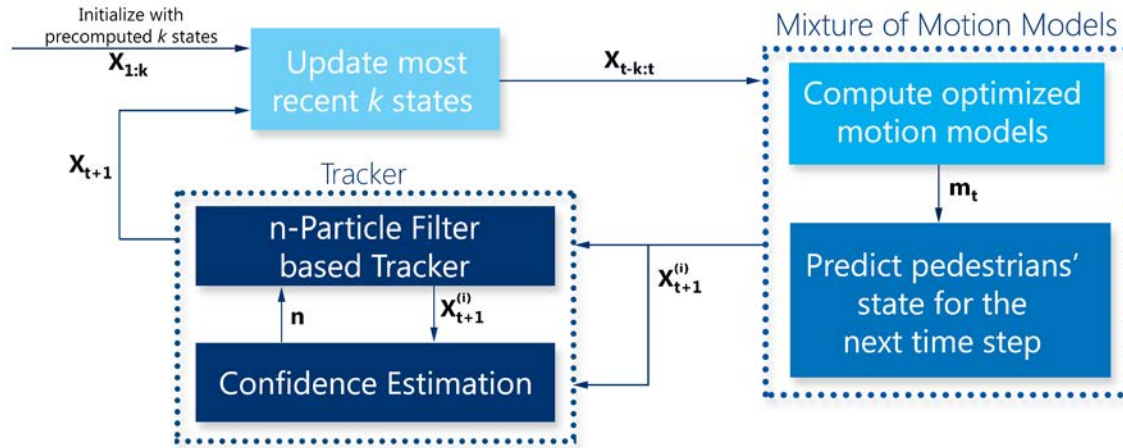 Initialize with
precomputed k states
X1:k
Update most
recent k states
Xt-k:t
Mixture of Motion Models
Compute optimized
motion models
mt
Predict pedestrians'
state for the
next time step
Xt+1
Tracker
n-Particle Filter
based Tracker
n
X(i)t+1
Confidence Estimation
X(i)t+1